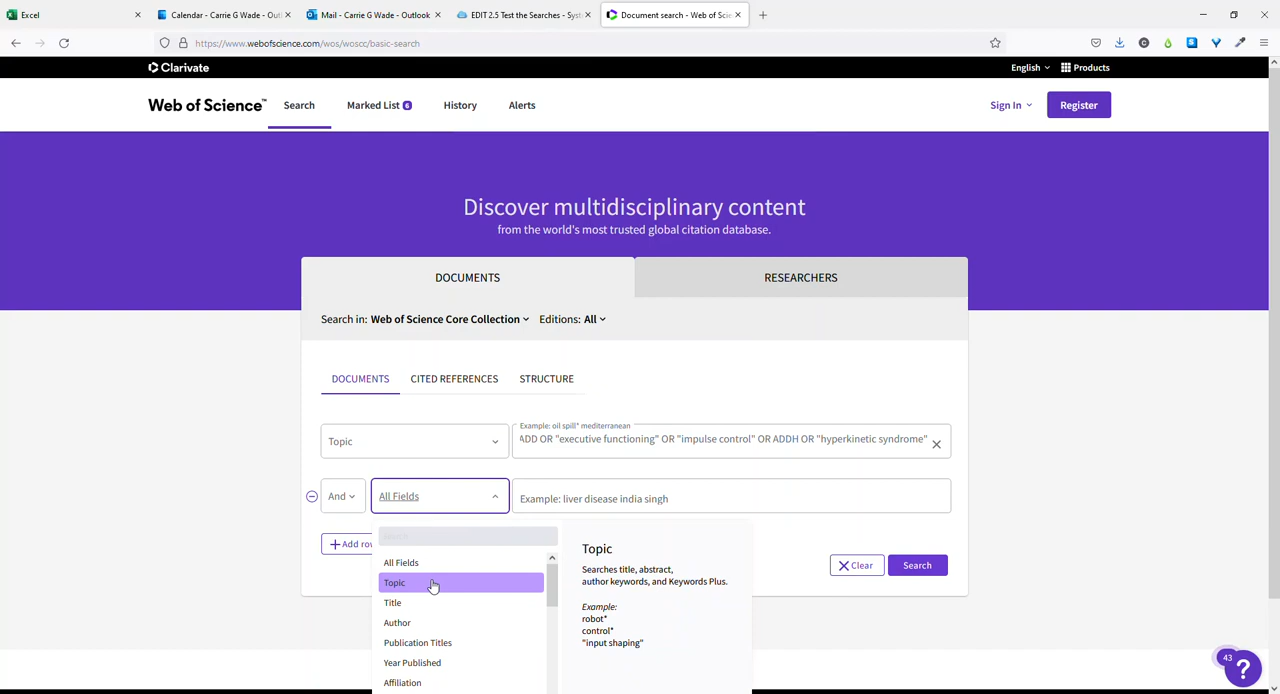 Excel
Calendar - Carrie G Wade - Out
Mail - Carrie G Wade - Outlook
EDIT 2.5 Test the Searches - Syst
Document search - Web of Scie
https://www.webofscience.com/wos/woscc/basic-search
Clarivate
English
Products
Web of Science™
Search
Marked List 6
History
Alerts
Sign In
Register
Discover multidisciplinary content
from the world's most trusted global citation database.
DOCUMENTS
RESEARCHERS
Search in: Web of Science Core Collection
Editions: All
DOCUMENTS
CITED REFERENCES
STRUCTURE
Topic
Example: oil spill* mediterranean
ADD OR "executive functioning" OR "impulse control" OR ADDH OR "hyperkinetic syndrome"
And
All Fields
Example: liver disease india singh
+ Add row
Clear
Search
All Fields
Topic
Title
Author
Publication Titles
Year Published
Affiliation
Topic
Searches title, abstract,
author keywords, and Keywords Plus.
Example:
robot*
control*
"input shaping"
43
?